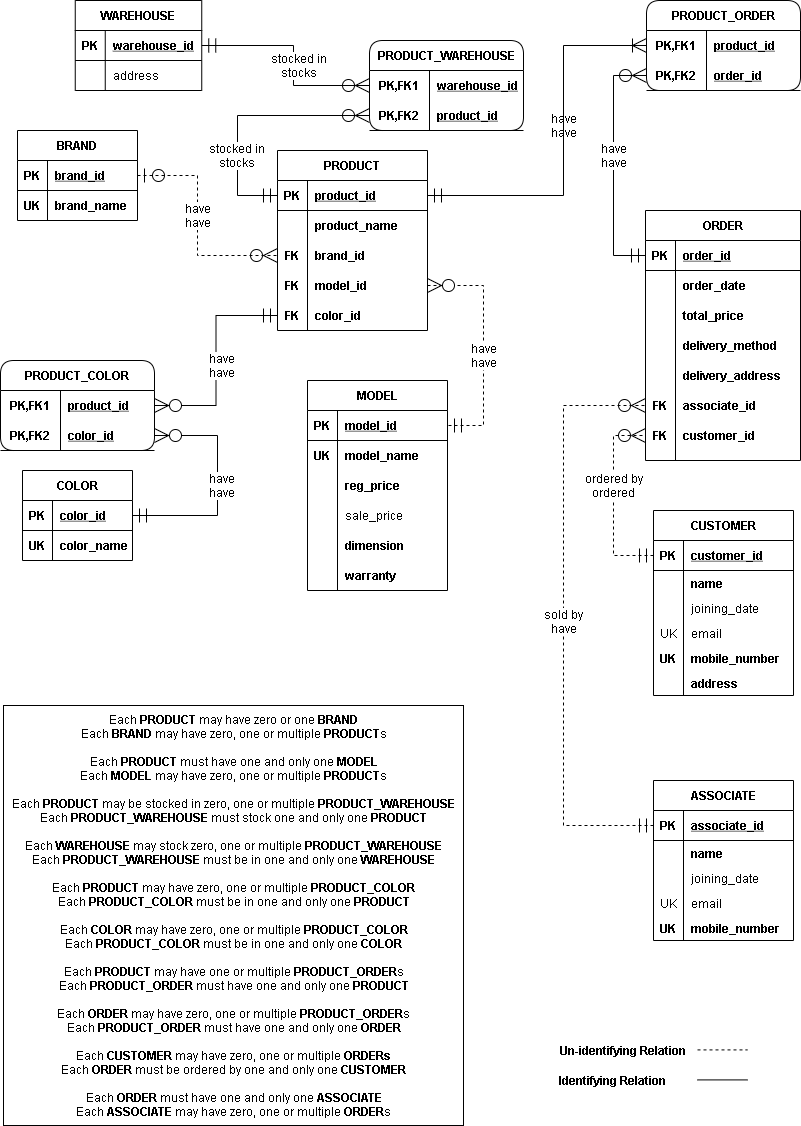 WAREHOUSE
PK warehouse_id
address
PRODUCT_WAREHOUSE
PK,FK1 warehouse_id
PK,FK2 product_id
PRODUCT_ORDER
PK,FK1 product_id
PK,FK2 order_id
stocked in
stocks
BRAND
PK brand_id
UK brand_name
stocked in
stocks
have
have
have
have
PRODUCT
PK product_id
product_name
FK brand_id
FK model_id
FK color_id
have
have
ORDER
PK order_id
order_date
total_price
delivery_method
delivery_address
FK associate_id
FK customer_id
have
have
have
have
PRODUCT_COLOR
PK,FK1 product_id
PK,FK2 color_id
MODEL
PK model_id
UK model_name
reg_price
sale_price
dimension
warranty
have
have
COLOR
PK color_id
UK color_name
ordered by
ordered
CUSTOMER
PK customer_id
name
joining_date
UK email
UK mobile_number
address
sold by
have
ASSOCIATE
PK associate_id
name
joining_date
UK email
UK mobile_number
Each PRODUCT may have zero or one BRAND
Each BRAND may have zero, one or multiple PRODUCTs
Each PRODUCT must have one and only one MODEL
Each MODEL may have zero, one or multiple PRODUCTs
Each PRODUCT may be stocked in zero, one or multiple PRODUCT_WAREHOUSE
Each PRODUCT_WAREHOUSE must stock one and only one PRODUCT
Each WAREHOUSE may stock zero, one or multiple PRODUCT_WAREHOUSE
Each PRODUCT_WAREHOUSE must be in one and only one WAREHOUSE
Each PRODUCT may have zero, one or multiple PRODUCT_COLOR
Each PRODUCT_COLOR must be in one and only one PRODUCT
Each COLOR may have zero, one or multiple PRODUCT_COLOR
Each PRODUCT_COLOR must be in one and only one COLOR
Each PRODUCT may have one or multiple PRODUCT_ORDERs
Each PRODUCT_ORDER must have one and only one PRODUCT
Each ORDER may have zero, one or multiple PRODUCT_ORDERs
Each PRODUCT_ORDER must have one and only one ORDER
Each CUSTOMER may have zero, one or multiple ORDERs
Each ORDER must be ordered by one and only one CUSTOMER
Each ORDER must have one and only one ASSOCIATE
Each ASSOCIATE may have zero, one or multiple ORDERs
Un-identifying Relation
Identifying Relation